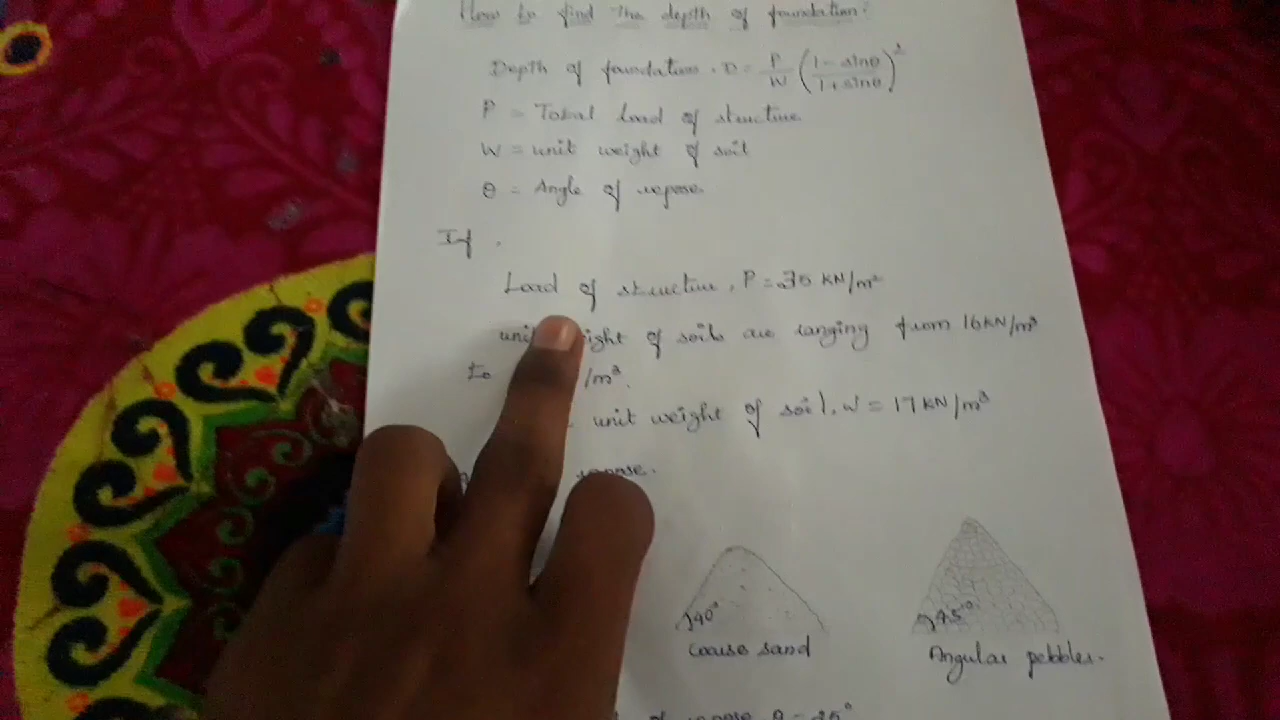 How to find the depth of foundation:
Depth of foundation, D = P/W ((1 - sinθ)/(1 + sinθ))²
P = Total load of structure
W = unit weight of soil
θ = Angle of repose.
If,
Load of structure, P = 30 KN/m²
of soils are ranging from 16KN/m³
to /m³.
unit weight of soil, W = 17 KN/m³
repose.
40°
45°
Coarse sand
Angular pebbles.